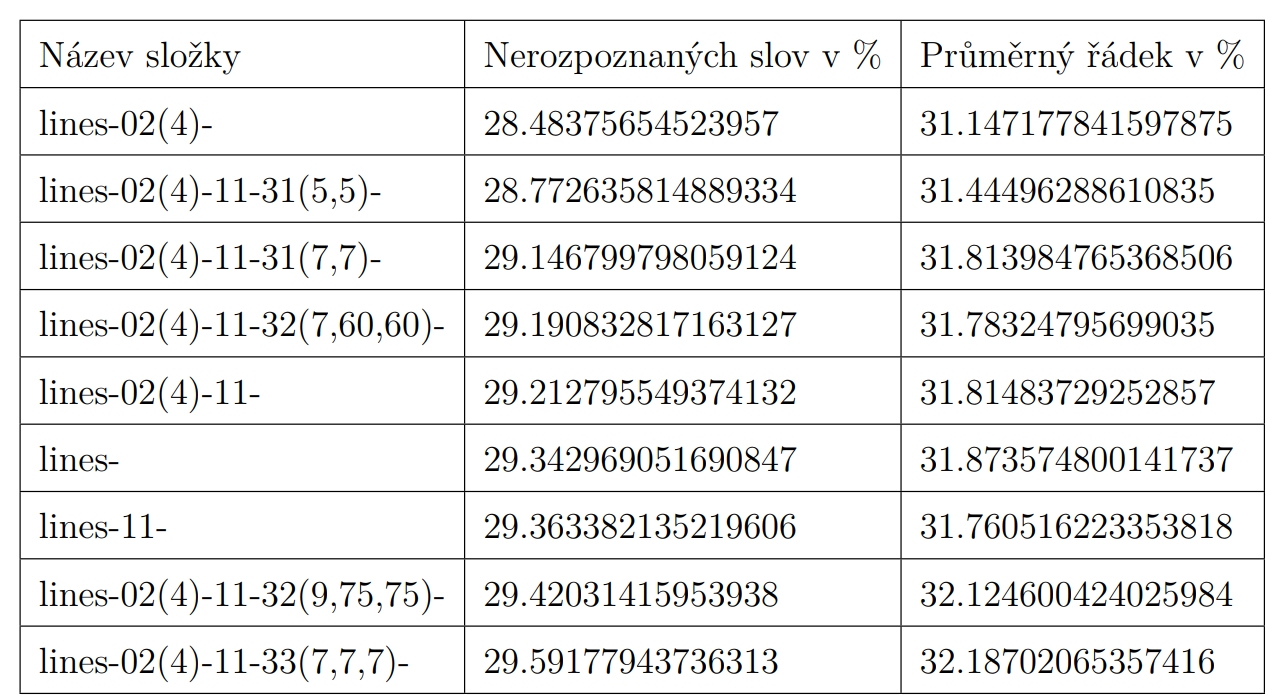 Název složky Nerozpoznaných slov v % Průměrný řádek v %
lines-02(4)- 28.48375654523957 31.147177841597875
lines-02(4)-11-31(5,5)- 28.772635814889334 31.44496288610835
lines-02(4)-11-31(7,7)- 29.146799798059124 31.813984765368506
lines-02(4)-11-32(7,60,60)- 29.190832817163127 31.78324795699035
lines-02(4)-11- 29.212795549374132 31.81483729252857
lines- 29.342969051690847 31.873574800141737
lines-11- 29.363382135219606 31.760516223353818
lines-02(4)-11-32(9,75,75)- 29.42031415953938 32.124600424025984
lines-02(4)-11-33(7,7,7)- 29.59177943736313 32.18702065357416